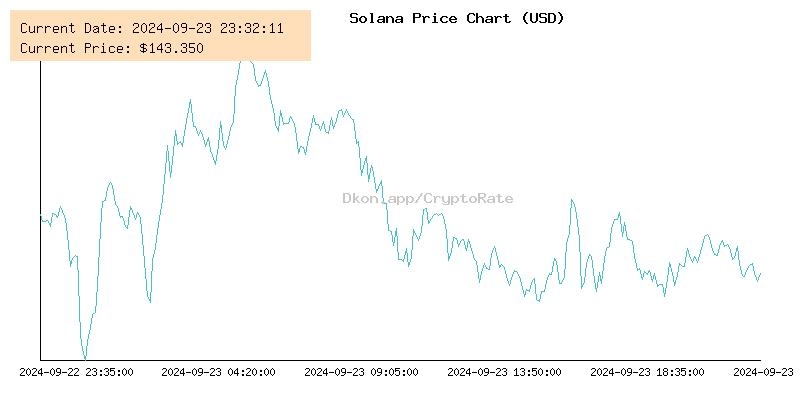 Solana Price Chart (USD)
Current Date: 2024-09-23 23:32:11
Current Price: $143.350
Dkon.app/CryptoRate
2024-09-22 23:35:00 2024-09-23 04:20:00 2024-09-23 09:05:00 2024-09-23 13:50:00 2024-09-23 18:35:00 2024-09-23